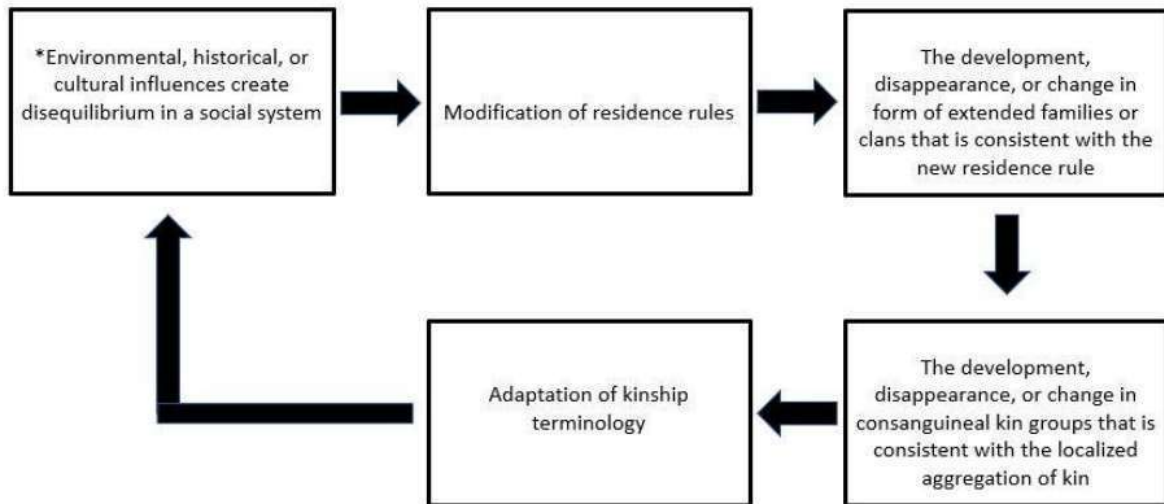 *Environmental, historical, or
cultural influences create
disequilibrium in a social system
Modification of residence rules
The development,
disappearance, or change in
form of extended families or
clans that is consistent with the
new residence rule
The development,
disappearance, or change in
consanguineal kin groups that is
consistent with the localized
aggregation of kin
Adaptation of kinship
terminology